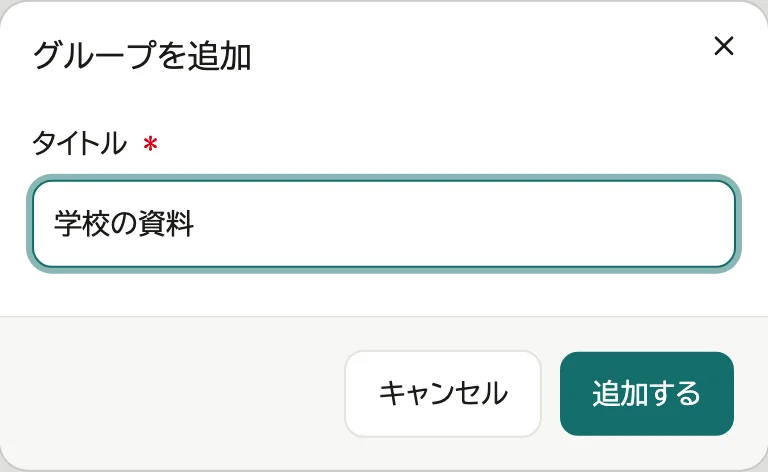 グループを追加
タイトル *
学校の資料
キャンセル
追加する